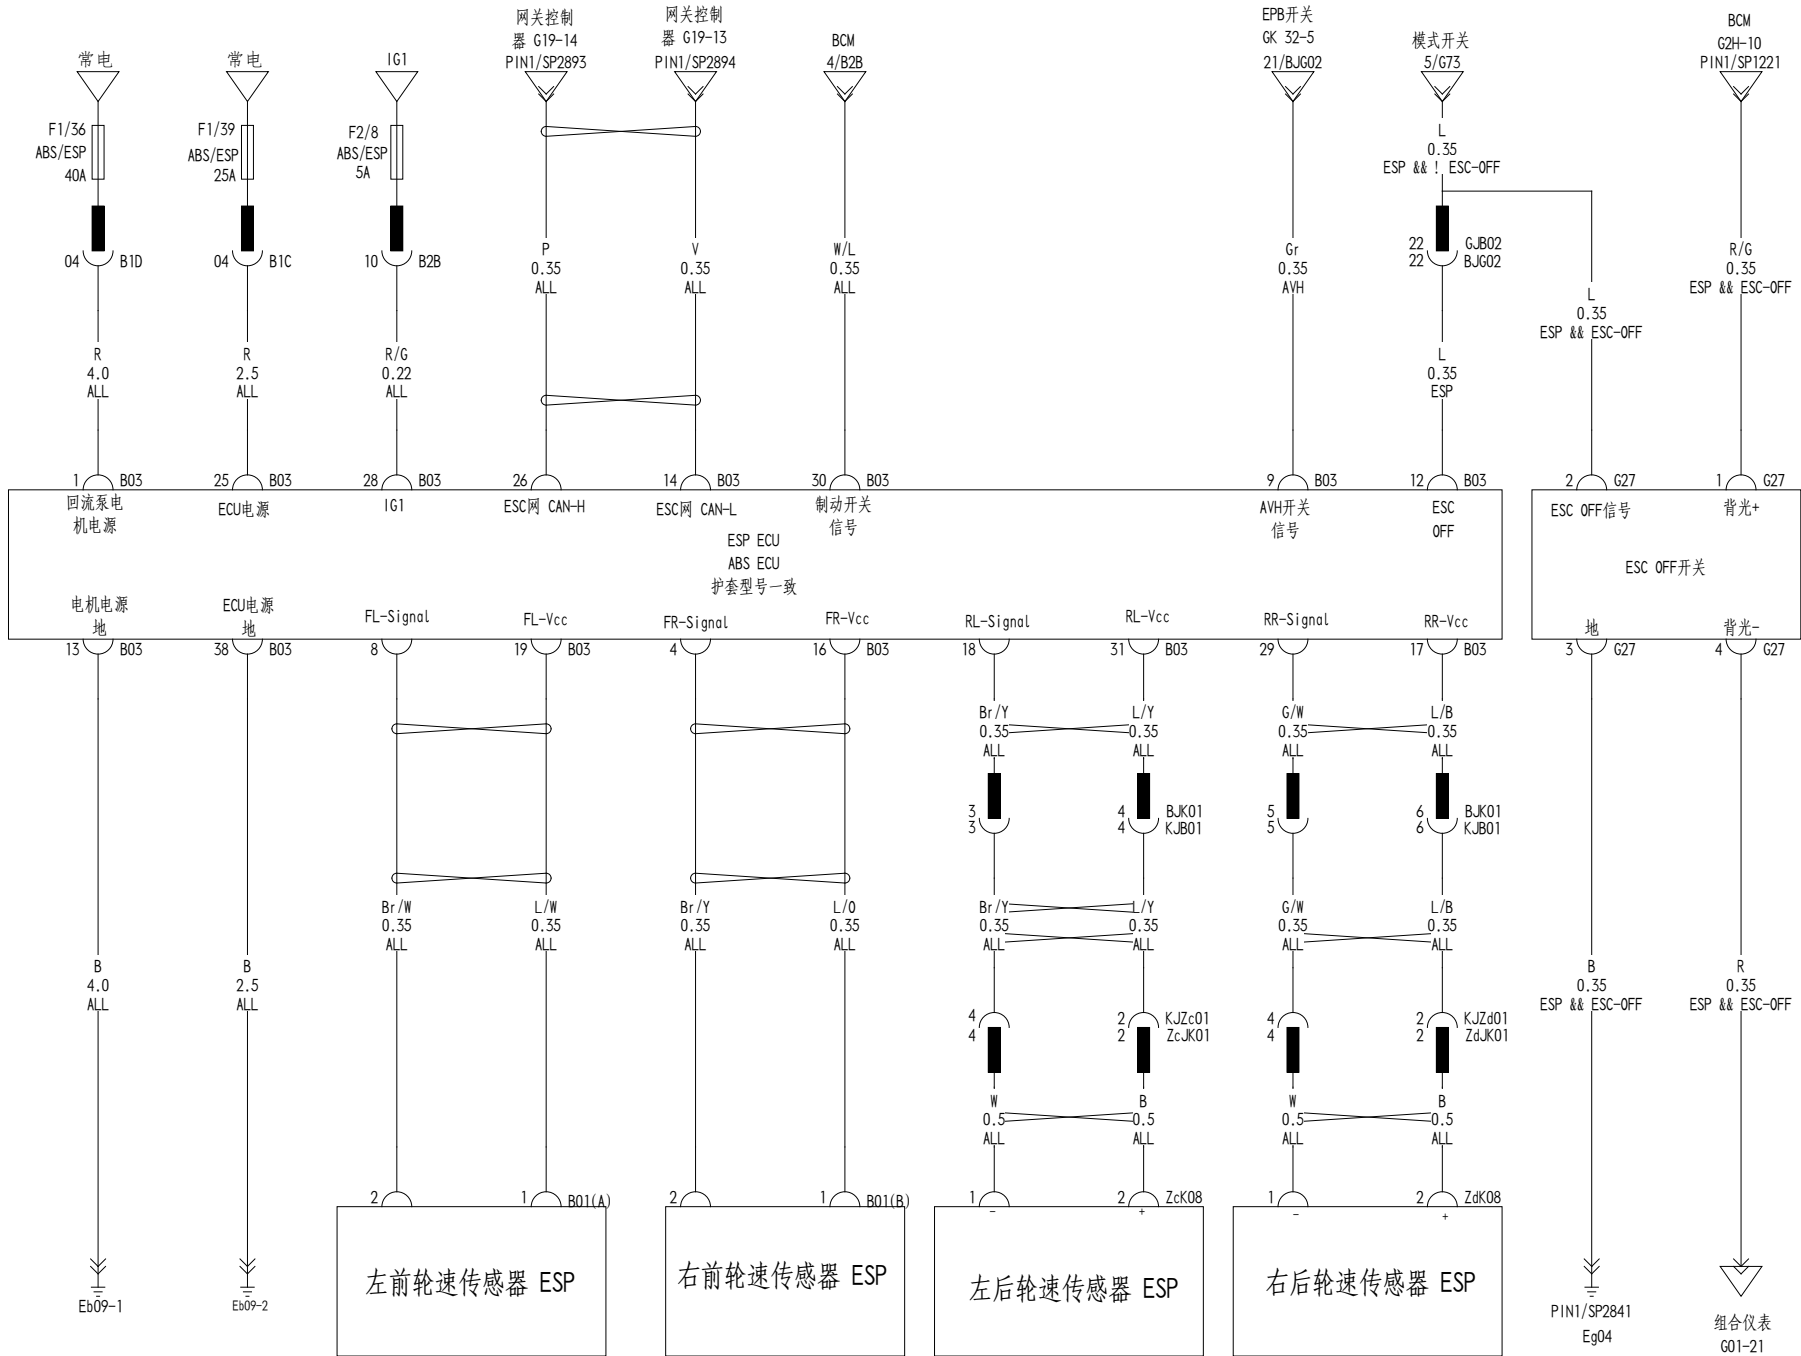 常电
常电
IG1
网关控制
器 G19-14
PIN1/SP2893
网关控制
器 G19-13
PIN1/SP2894
BCM
4/B2B
EPB开关
GK 32-5
21/BJG02
模式开关
5/G73
BCM
G2H-10
PIN1/SP1221
F1/36
ABS/ESP
40A
F1/39
ABS/ESP
25A
F2/8
ABS/ESP
5A
L
0.35
ESP && ! ESC-OFF
04 B1D
04 B1C
10 B2B
P
0.35
ALL
V
0.35
ALL
W/L
0.35
ALL
Gr
0.35
AVH
22 GJB02
22 BJG02
L
0.35
ESP && ESC-OFF
R/G
0.35
ESP && ESC-OFF
R
4.0
ALL
R
2.5
ALL
R/G
0.22
ALL
L
0.35
ESP
1 B03
25 B03
28 B03
26
14 B03
30 B03
9 B03
12 B03
2 G27
1 G27
回流泵电
机电源
ECU电源
IG1
ESC网 CAN-H
ESC网 CAN-L
制动开关
信号
AVH开关
信号
ESC
OFF
ESC OFF信号
背光+
ESP ECU
ABS ECU
护套型号一致
ESC OFF开关
电机电源
地
ECU电源
地
FL-Signal
FL-Vcc
FR-Signal
FR-Vcc
RL-Signal
RL-Vcc
RR-Signal
RR-Vcc
地
背光-
13 B03
38 B03
8
19 B03
4
16 B03
18
31 B03
29
17 B03
3 G27
4 G27
Br/Y
0.35
ALL
L/Y
0.35
ALL
G/W
0.35
ALL
L/B
0.35
ALL
3
3
4 BJK01
4 KJB01
5
5
6 BJK01
6 KJB01
Br/W
0.35
ALL
L/W
0.35
ALL
Br/Y
0.35
ALL
L/O
0.35
ALL
Br/Y
0.35
ALL
L/Y
0.35
ALL
G/W
0.35
ALL
L/B
0.35
ALL
B
4.0
ALL
B
2.5
ALL
B
0.35
ESP && ESC-OFF
R
0.35
ESP && ESC-OFF
4
4
2 KJZc01
2 ZcJK01
4
4
2 KJZd01
2 ZdJK01
W
0.5
ALL
B
0.5
ALL
W
0.5
ALL
B
0.5
ALL
2
1 B01(A)
2
1 B01(B)
1
2 ZcK08
1
2 ZdK08
-
+
-
+
左前轮速传感器 ESP
右前轮速传感器 ESP
左后轮速传感器 ESP
右后轮速传感器 ESP
Eb09-1
Eb09-2
PIN1/SP2841
Eg04
组合仪表
G01-21